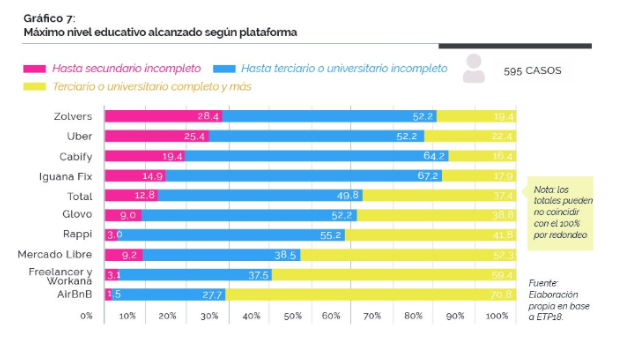 Gráfico 7:
Máximo nivel educativo alcanzado según plataforma
Hasta secundario incompleto Hasta terciario o universitario incompleto
Terciario o universitario completo y más
595 CASOS
Zolvers 28,4 52,2 19,4
Uber 25,4 52,2 22,4
Cabify 19,4 64,2 16,4
Iguana Fix 14,9 67,2 17,9
Total 12,8 49,8 37,4
Glovo 9,0 52,2 38,8
Rappi 3,0 55,2 41,8
Mercado Libre 9,2 38,5 52,3
Freelancer y
Workana 3,1 37,5 59,4
AirBnB 1,5 27,7 70,8
0% 10% 20% 30% 40% 50% 60% 70% 80% 90% 100%
Nota: los
totales pueden
no coincidir
con el 100%
por redondeo
Fuente:
Elaboración
propia en base
a ETP18.